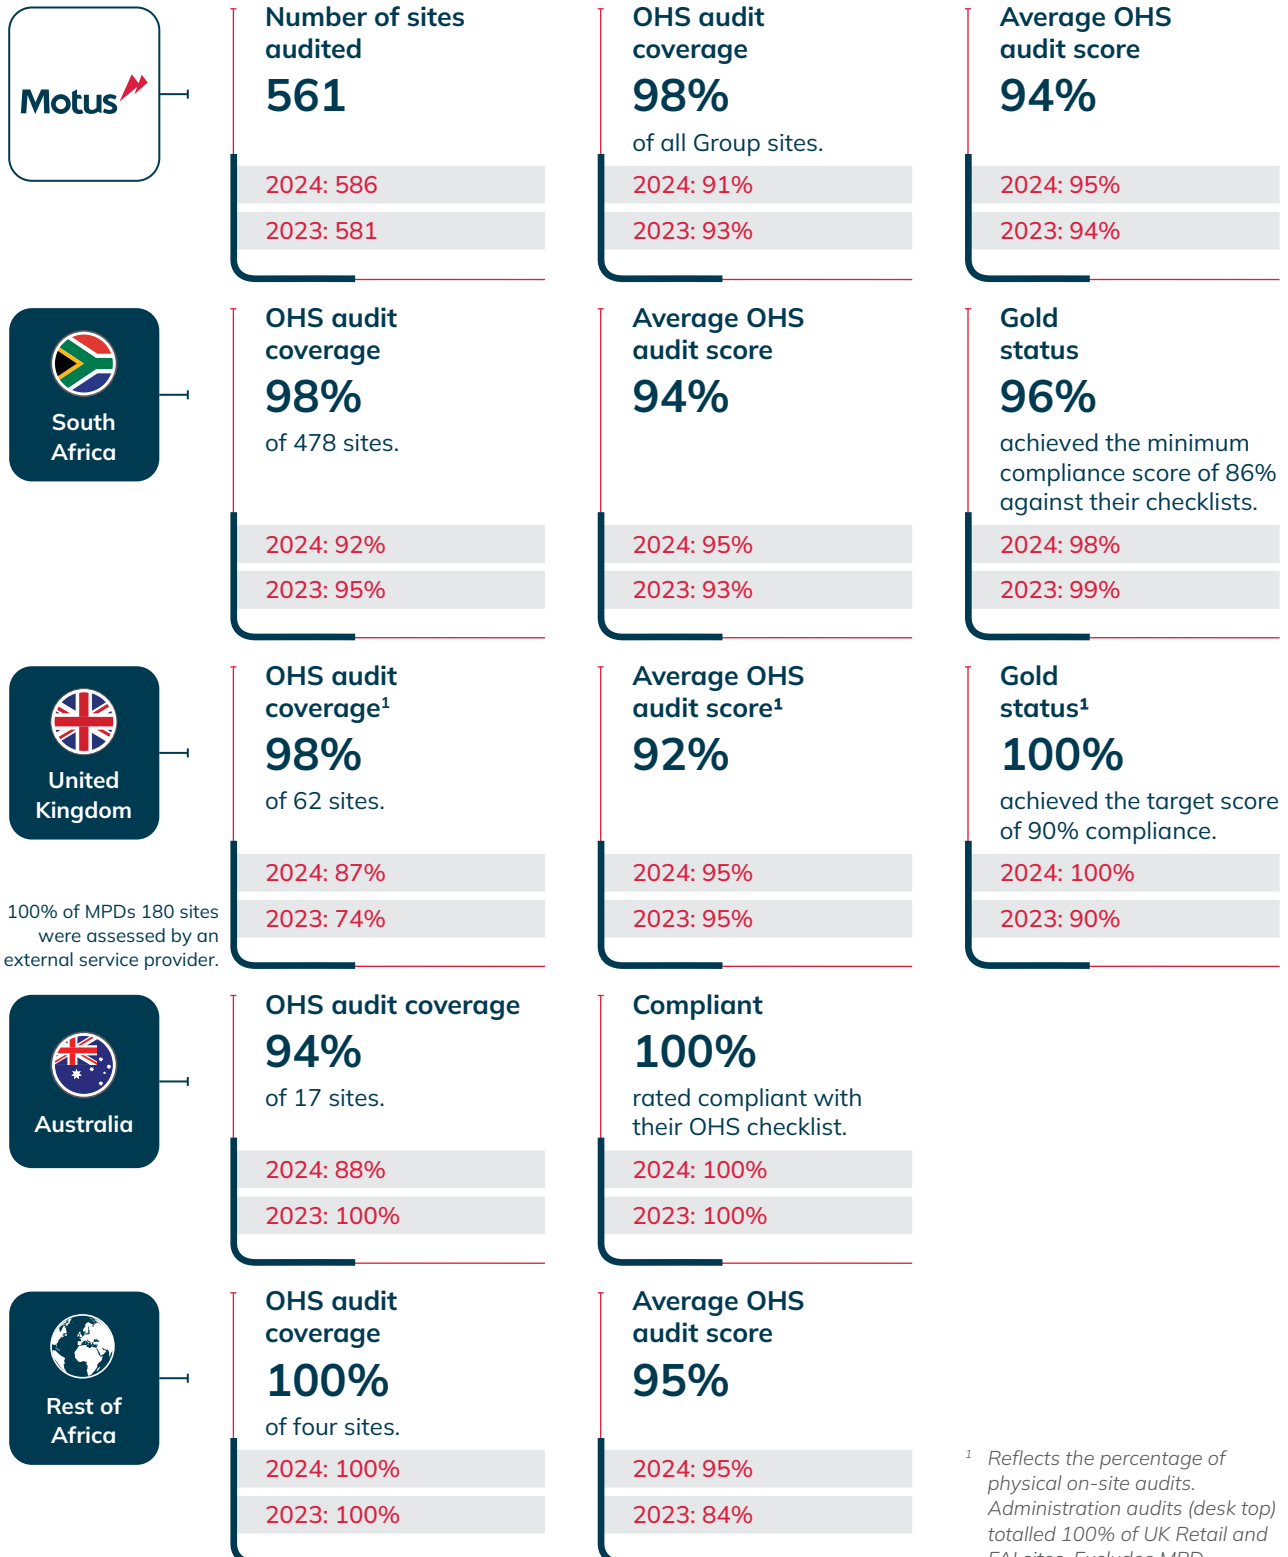 Motus
Number of sites
audited
561
2024: 586
2023: 581
OHS audit
coverage
98%
of all Group sites.
2024: 91%
2023: 93%
Average OHS
audit score
94%
2024: 95%
2023: 94%
South
Africa
OHS audit
coverage
98%
of 478 sites.
2024: 92%
2023: 95%
Average OHS
audit score
94%
2024: 95%
2023: 93%
Gold
status
96%
achieved the minimum
compliance score of 86%
against their checklists.
2024: 98%
2023: 99%
United
Kingdom
100% of MPDs 180 sites
were assessed by an
external service provider.
OHS audit
coverage¹
98%
of 62 sites.
2024: 87%
2023: 74%
Average OHS
audit score¹
92%
2024: 95%
2023: 95%
Gold
status¹
100%
achieved the target score
of 90% compliance.
2024: 100%
2023: 90%
Australia
OHS audit coverage
94%
of 17 sites.
2024: 88%
2023: 100%
Compliant
100%
rated compliant with
their OHS checklist.
2024: 100%
2023: 100%
Rest of
Africa
OHS audit
coverage
100%
of four sites.
2024: 100%
2023: 100%
Average OHS
audit score
95%
2024: 95%
2023: 84%
¹ Reflects the percentage of
physical on-site audits.
Administration audits (desk top)
totalled 100% of UK Retail and
sites. Excludes MPD